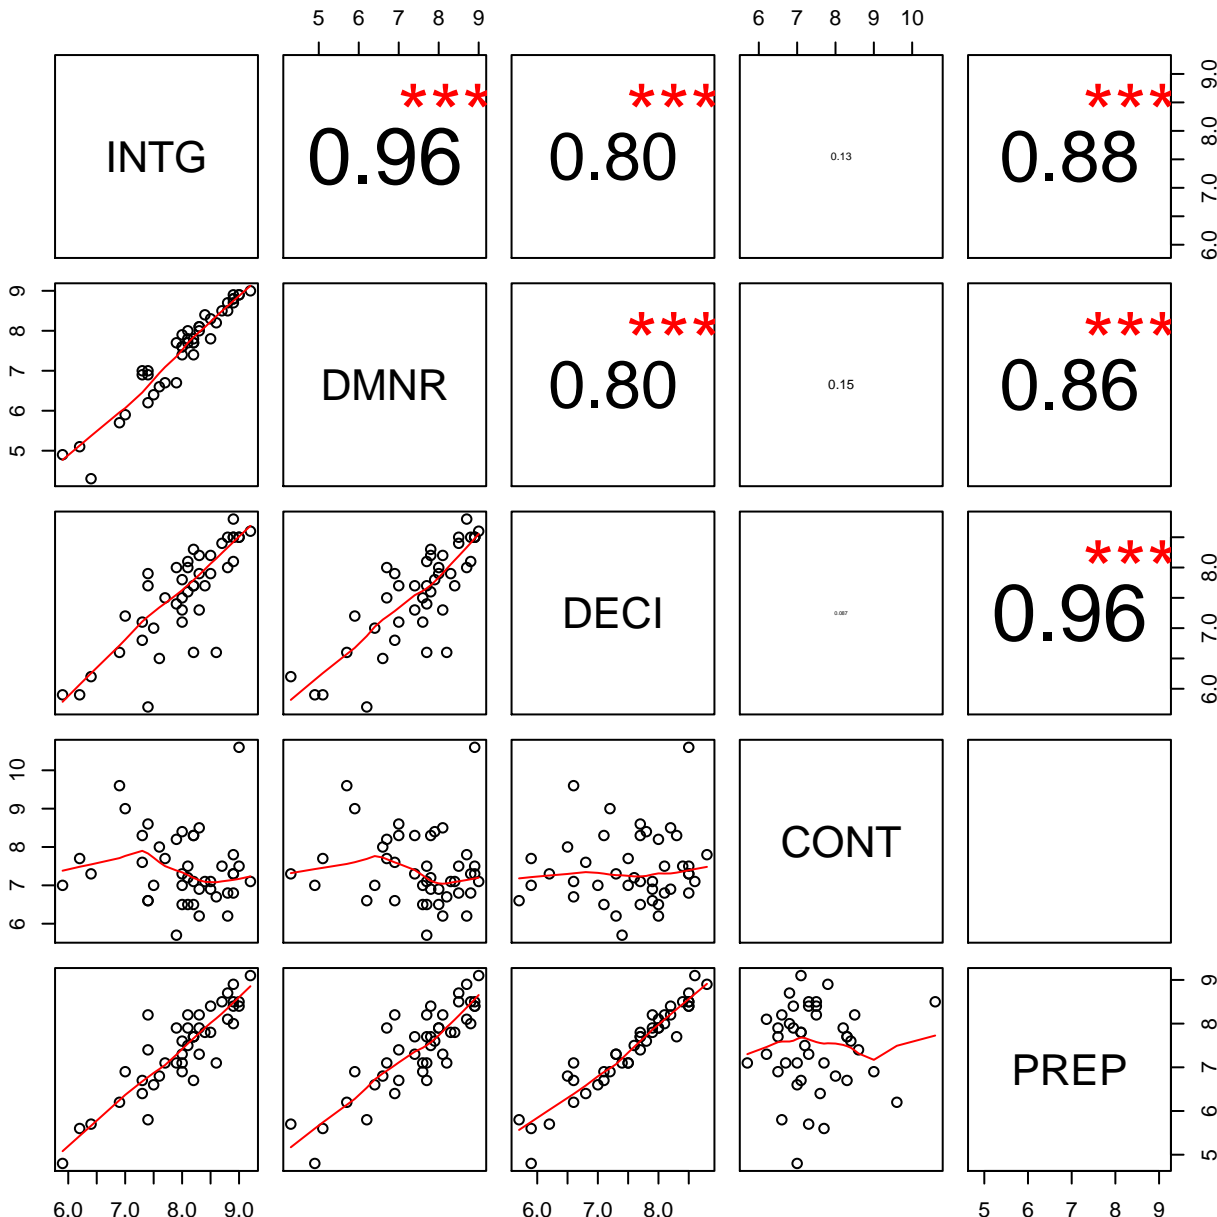 5 6 7 8 9 6 7 8 9 10
INTG 0.96 *** 0.80 *** 0.13 0.88 *** 6.0 7.0 8.0 9.0
5 6 7 8 9 DMNR 0.80 *** 0.15 0.86 ***
DECI 0.087 0.96 *** 6.0 7.0 8.0
6 7 8 9 10 CONT
PREP 5 6 7 8 9
6.0 7.0 8.0 9.0 6.0 7.0 8.0 5 6 7 8 9